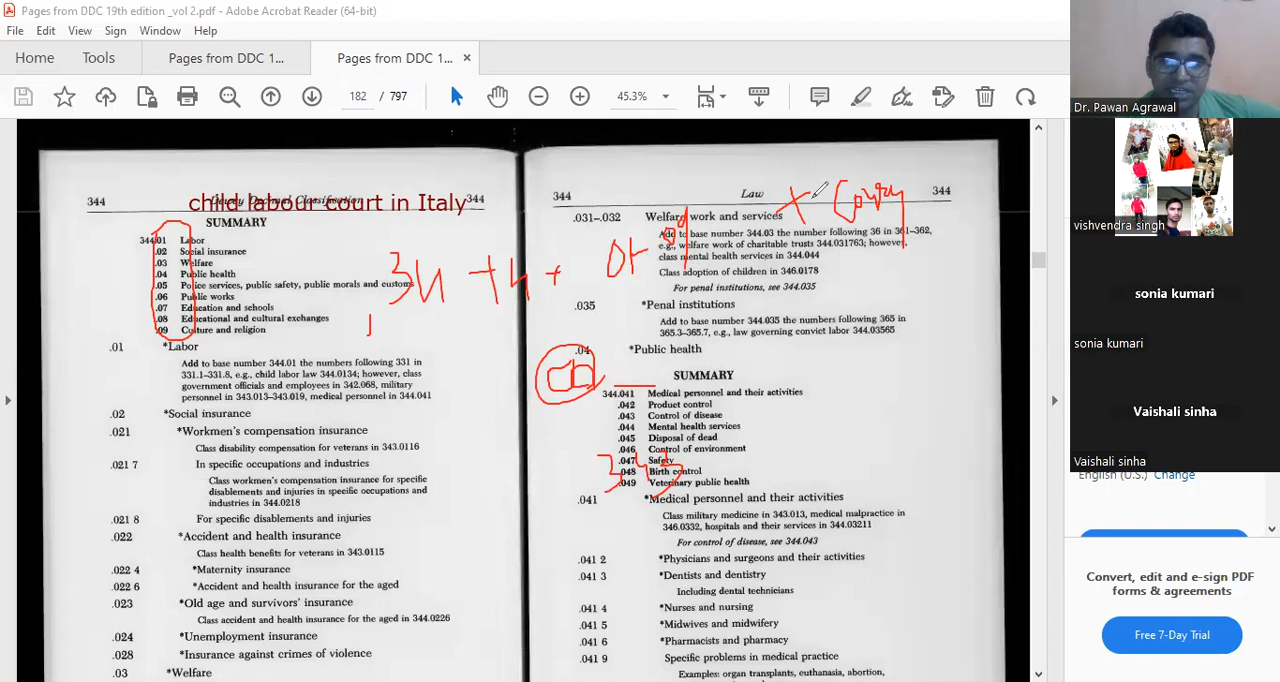 Pages from DDC 19th edition _vol 2.pdf - Adobe Acrobat Reader (64-bit)
File Edit View Sign Window Help
Home Tools Pages from DDC 1... Pages from DDC 1... ×
182 / 797 45.3%
344 344
child labour court in Italy
SUMMARY
344.01 Labor
.02 Social insurance
.03 Welfare
.04 Public health
.05 Police services, public safety, public morals and customs
.06 Public works
.07 Education and schools
.08 Educational and cultural exchanges
.09 Culture and religion
.01 *Labor
Add to base number 344.01 the numbers following 331 in
331.1–331.8, e.g., child labor law 344.0134; however, class
government officials and employees in 342.068, military
personnel in 343.013–343.019, medical personnel in 344.041
.02 *Social insurance
.021 *Workmen's compensation insurance
Class disability compensation for veterans in 343.0116
.021 7 In specific occupations and industries
Class workmen's compensation insurance for specific
disablements and injuries in specific occupations and
industries in 344.0218
.021 8 For specific disablements and injuries
.022 *Accident and health insurance
Class health benefits for veterans in 343.0115
.022 4 *Maternity insurance
.022 6 *Accident and health insurance for the aged
.023 *Old age and survivors' insurance
Class accident and health insurance for the aged in 344.0226
.024 *Unemployment insurance
.028 *Insurance against crimes of violence
.03 *Welfare
344 Law 344
.031–.032 Welfare work and services +
Add to base number 344.03 the numbers following 36 in 361–362,
e.g., welfare work of charitable trusts 344.031763; however,
class mental health services in 344.044
Class adoption of children in 346.0178
For penal institutions, see 344.035
.035 *Penal institutions
Add to base number 344.035 the numbers following 365 in
365.3–365.7, e.g., law governing convict labor 344.03565
.04 *Public health
SUMMARY
344.041 Medical personnel and their activities
.042 Product control
.043 Control of disease
.044 Mental health services
.045 Disposal of dead
.046 Control of environment
.047 Safety
.048 Birth control
.049 Veterinary public health
343
.041 *Medical personnel and their activities
Class military medicine in 343.013, medical malpractice in
346.0332, hospitals and their services in 344.03211
For control of disease, see 344.043
.041 2 *Physicians and surgeons and their activities
.041 3 *Dentists and dentistry
Including dental technicians
.041 4 *Nurses and nursing
.041 5 *Midwives and midwifery
.041 6 *Pharmacists and pharmacy
.041 9 Specific problems in medical practice
Examples: organ transplants, euthanasia, abortion,
Dr. Pawan Agrawal
vishvendra singh
sonia kumari
sonia kumari
Vaishali sinha
Vaishali sinha
English (U.S.) Change
Convert, edit and e-sign PDF
forms & agreements
Free 7-Day Trial